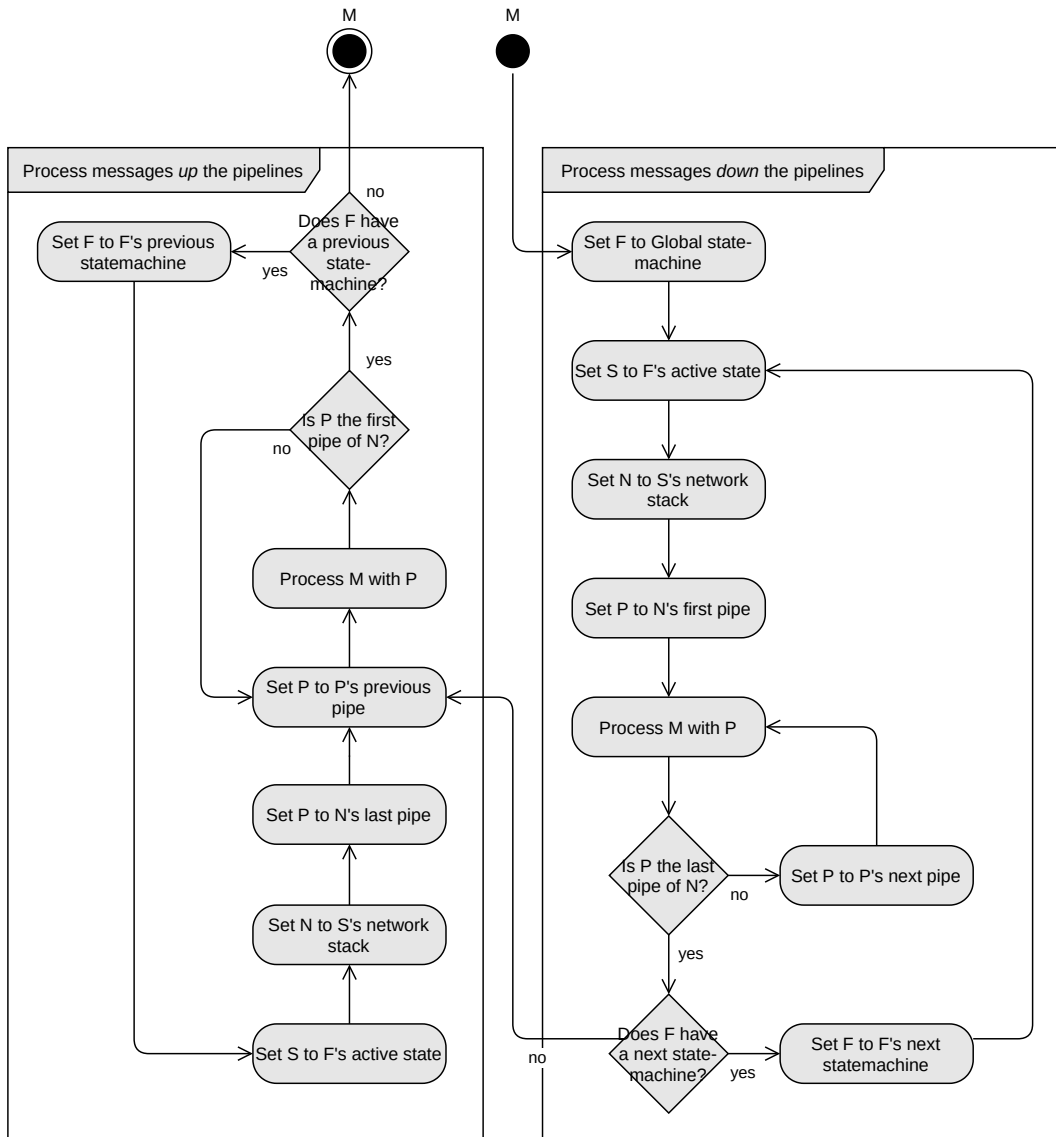 M
M
Process messages up the pipelines
Process messages down the pipelines
no
Does F have
a previous
state-
machine?
Set F to F's previous
statemachine
yes
Set F to Global state-
machine
yes
Set S to F's active state
Is P the first
pipe of N?
no
Set N to S's network
stack
Process M with P
Set P to N's first pipe
Set P to P's previous
pipe
Process M with P
Set P to N's last pipe
Is P the last
pipe of N?
no
Set P to P's next pipe
Set N to S's network
stack
yes
Set S to F's active state
no
Does F have
a next state-
machine?
yes
Set F to F's next
statemachine